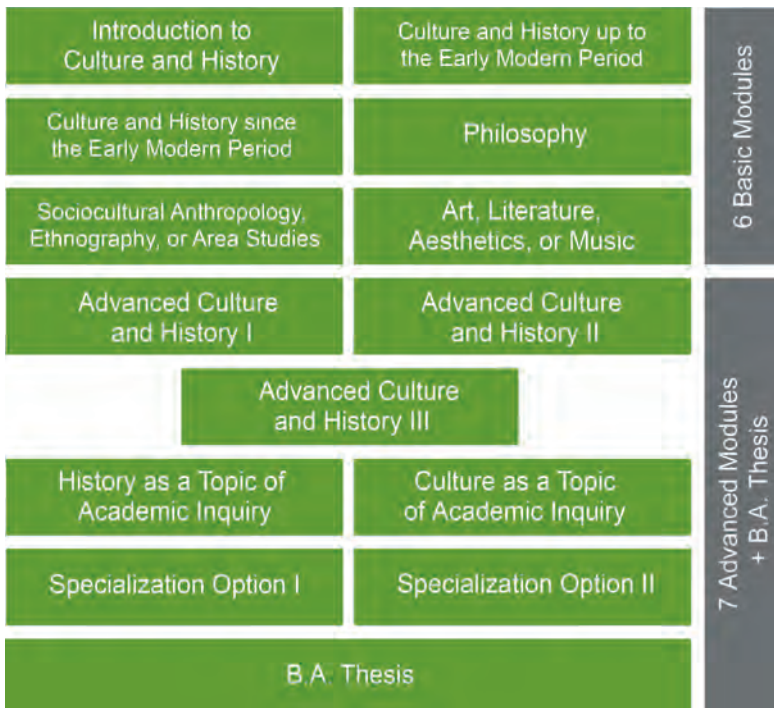 Introduction to
Culture and History
Culture and History up to
the Early Modern Period
Culture and History since
the Early Modern Period
Philosophy
Sociocultural Anthropology,
Ethnography, or Area Studies
Art, Literature,
Aesthetics, or Music
6 Basic Modules
Advanced Culture
and History I
Advanced Culture
and History II
Advanced Culture
and History III
History as a Topic of
Academic Inquiry
Culture as a Topic
of Academic Inquiry
Specialization Option I
Specialization Option II
B.A. Thesis
7 Advanced Modules
+ B.A. Thesis